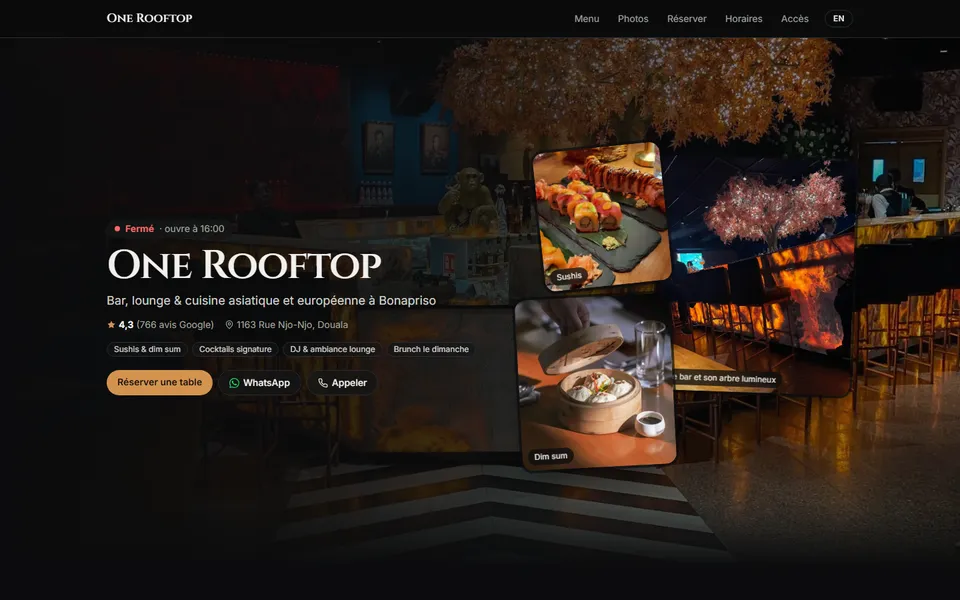 ONE ROOFTOP
Menu Photos Réserver Horaires Accès EN
Fermé · ouvre à 16:00
ONE ROOFTOP
Bar, lounge & cuisine asiatique et européenne à Bonapriso
4,3 (766 avis Google) 1163 Rue Njo-Njo, Douala
Sushis & dim sum Cocktails signature DJ & ambiance lounge Brunch le dimanche
Réserver une table WhatsApp Appeler
Sushis
bar et son arbre lumineux
Dim sum